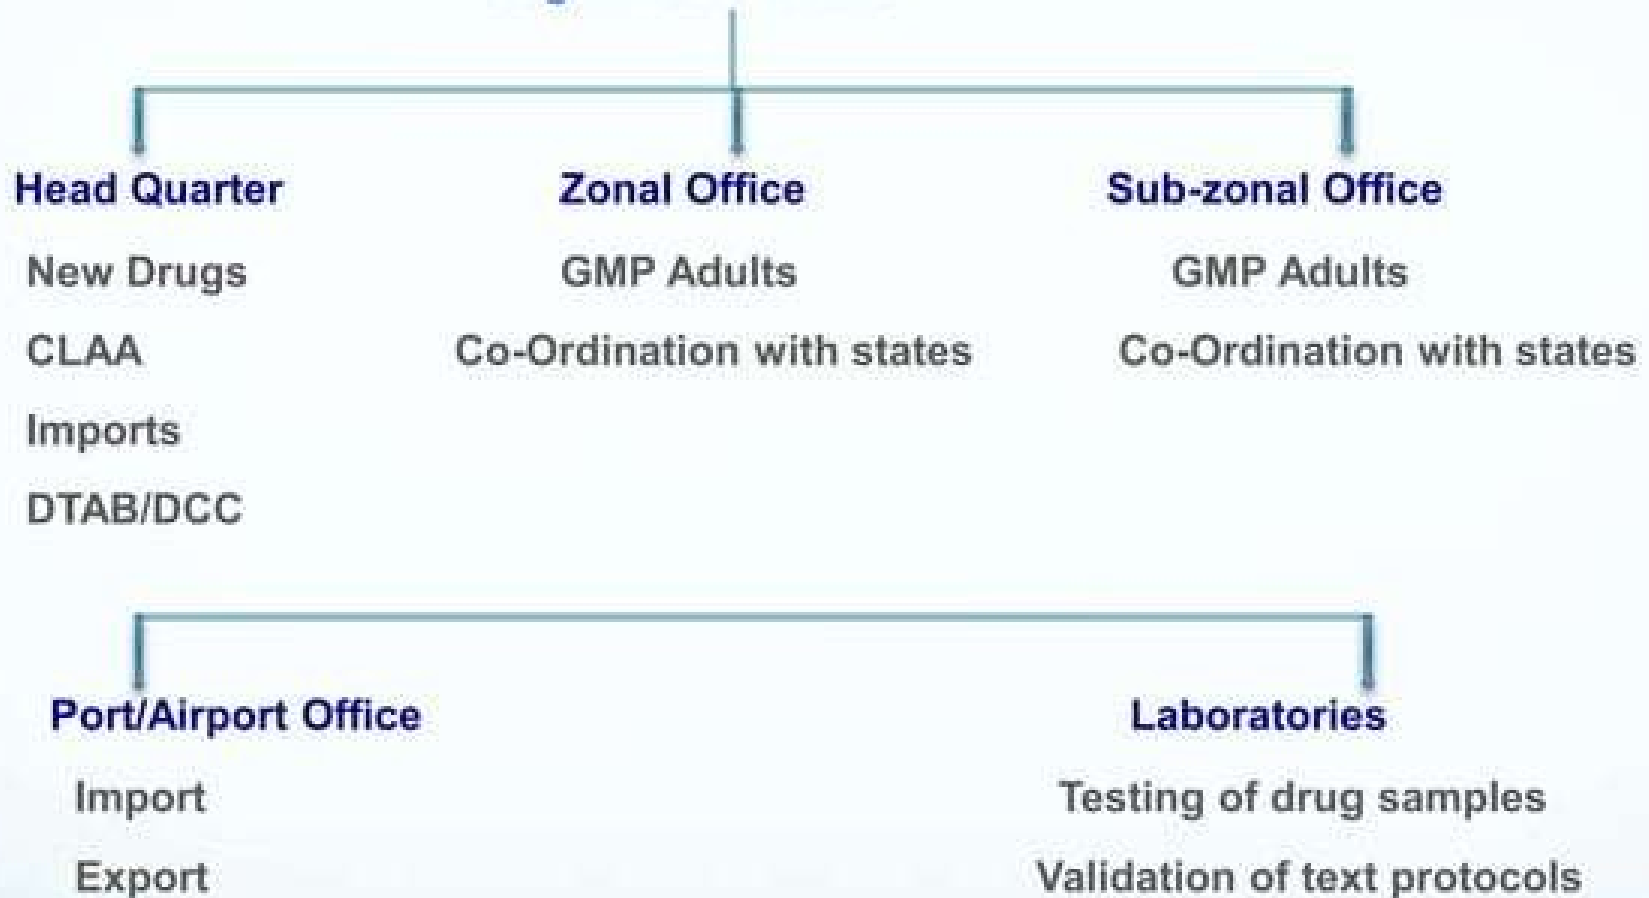 Head Quarter
Zonal Office
Sub-zonal Office
New Drugs
GMP Adults
GMP Adults
CLAA
Co-Ordination with states
Co-Ordination with states
Imports
DTAB/DCC
Port/Airport Office
Laboratories
Import
Testing of drug samples
Export
Validation of text protocols